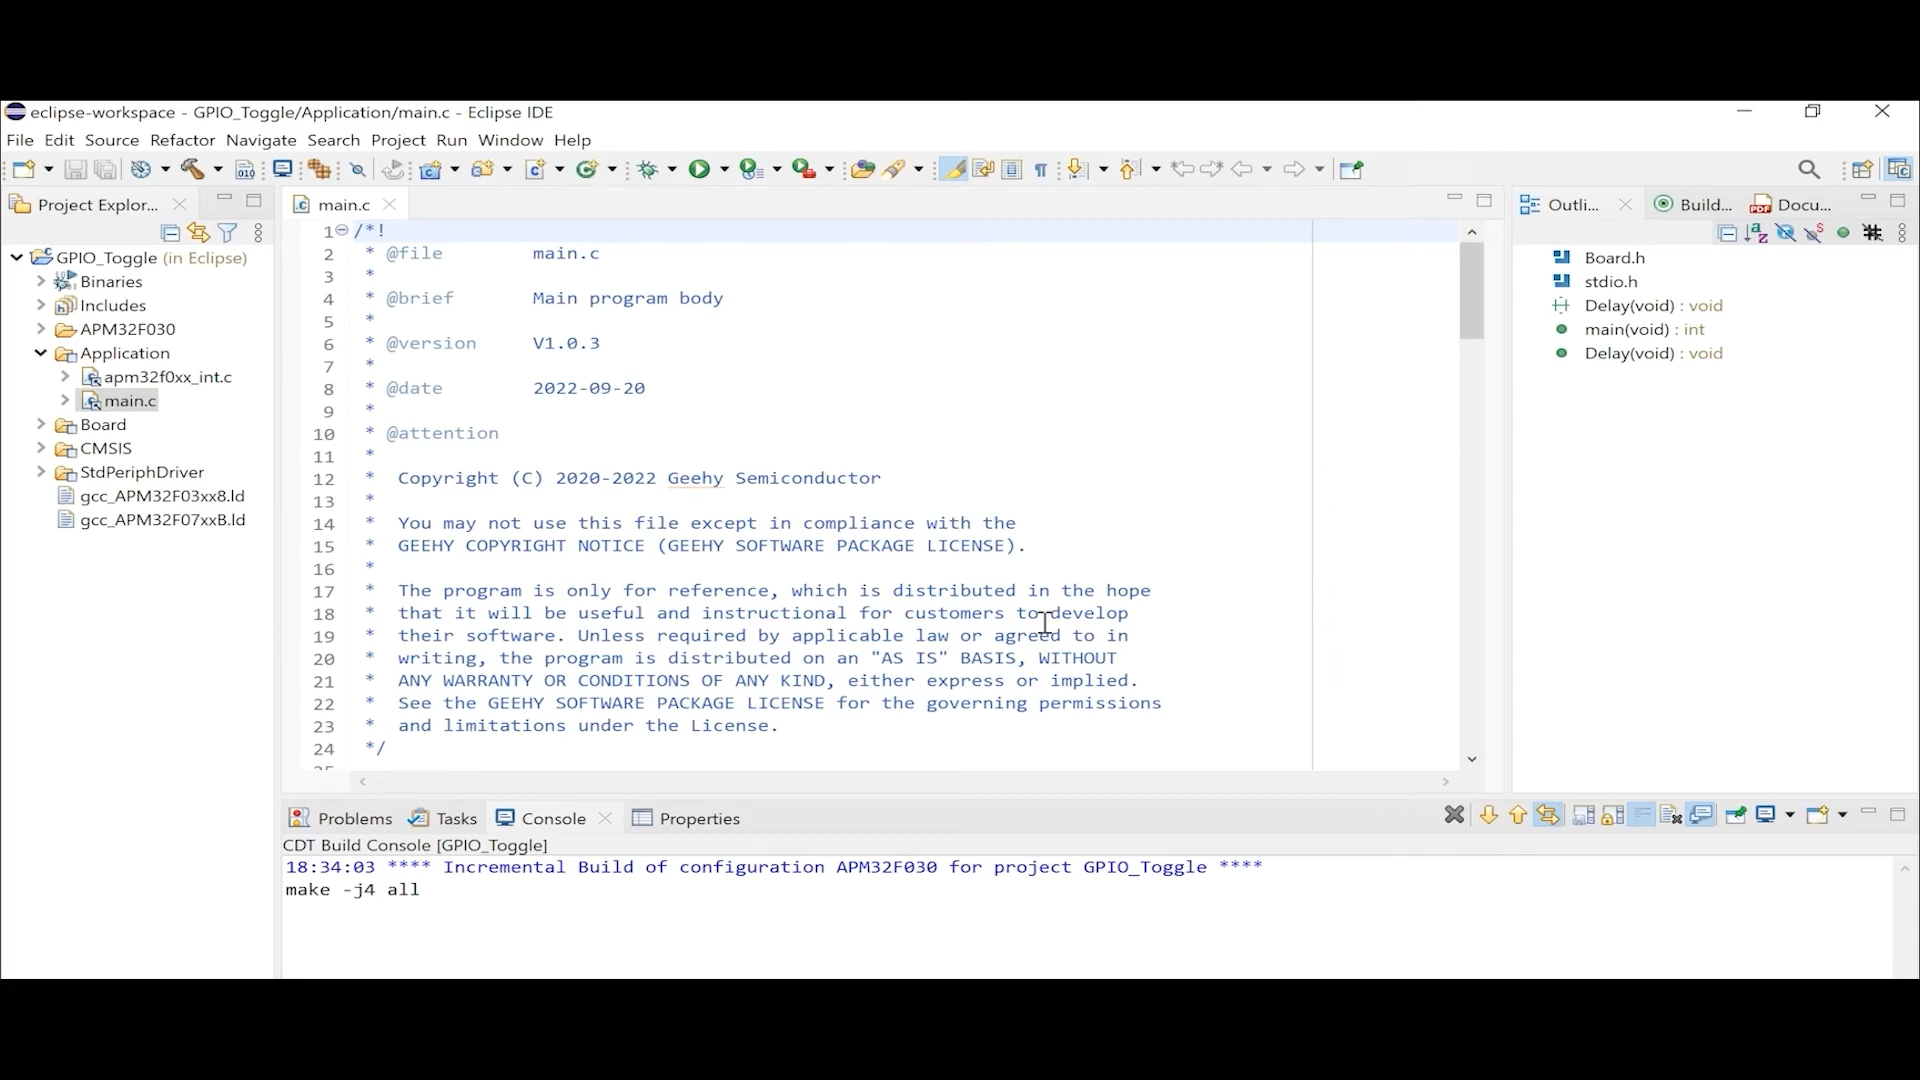 eclipse-workspace - GPIO_Toggle/Application/main.c - Eclipse IDE
File Edit Source Refactor Navigate Search Project Run Window Help
Project Explor...
GPIO_Toggle (in Eclipse)
Binaries
Includes
APM32F030
Application
apm32f0xx_int.c
main.c
Board
CMSIS
StdPeriphDriver
gcc_APM32F03xx8.ld
gcc_APM32F07xxB.ld
main.c
1 /*!
2 * @file main.c
3 *
4 * @brief Main program body
5 *
6 * @version V1.0.3
7 *
8 * @date 2022-09-20
9 *
10 * @attention
11 *
12 * Copyright (C) 2020-2022 Geehy Semiconductor
13 *
14 * You may not use this file except in compliance with the
15 * GEEHY COPYRIGHT NOTICE (GEEHY SOFTWARE PACKAGE LICENSE).
16 *
17 * The program is only for reference, which is distributed in the hope
18 * that it will be useful and instructional for customers to develop
19 * their software. Unless required by applicable law or agreed to in
20 * writing, the program is distributed on an "AS IS" BASIS, WITHOUT
21 * ANY WARRANTY OR CONDITIONS OF ANY KIND, either express or implied.
22 * See the GEEHY SOFTWARE PACKAGE LICENSE for the governing permissions
23 * and limitations under the License.
24 */
Outli... Build... Docu...
Board.h
stdio.h
Delay(void) : void
main(void) : int
Delay(void) : void
Problems Tasks Console Properties
CDT Build Console [GPIO_Toggle]
18:34:03 **** Incremental Build of configuration APM32F030 for project GPIO_Toggle ****
make -j4 all